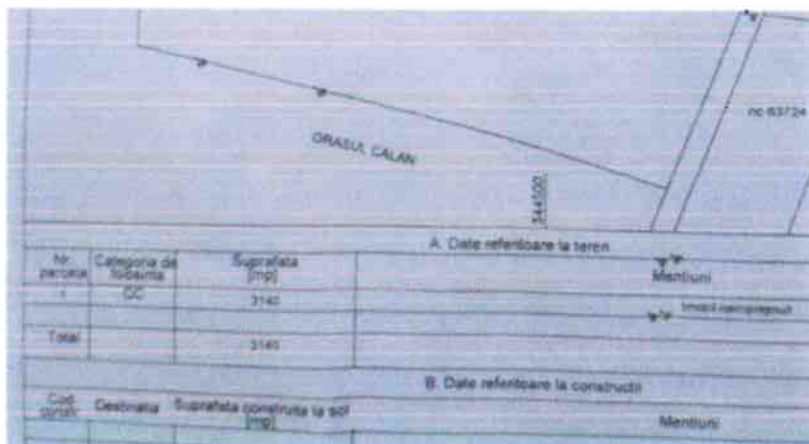 nc 63724
ORASUL CALAN
344500
A. Date referitoare la teren
Nr. parcela Categoria de folosinta Suprafata [mp] Mentiuni
1 CC 3140 Imobil neimprejmuit
Total 3140
B. Date referitoare la constructii
Cod constr. Destinatia Suprafata construita la sol [mp] Mentiuni